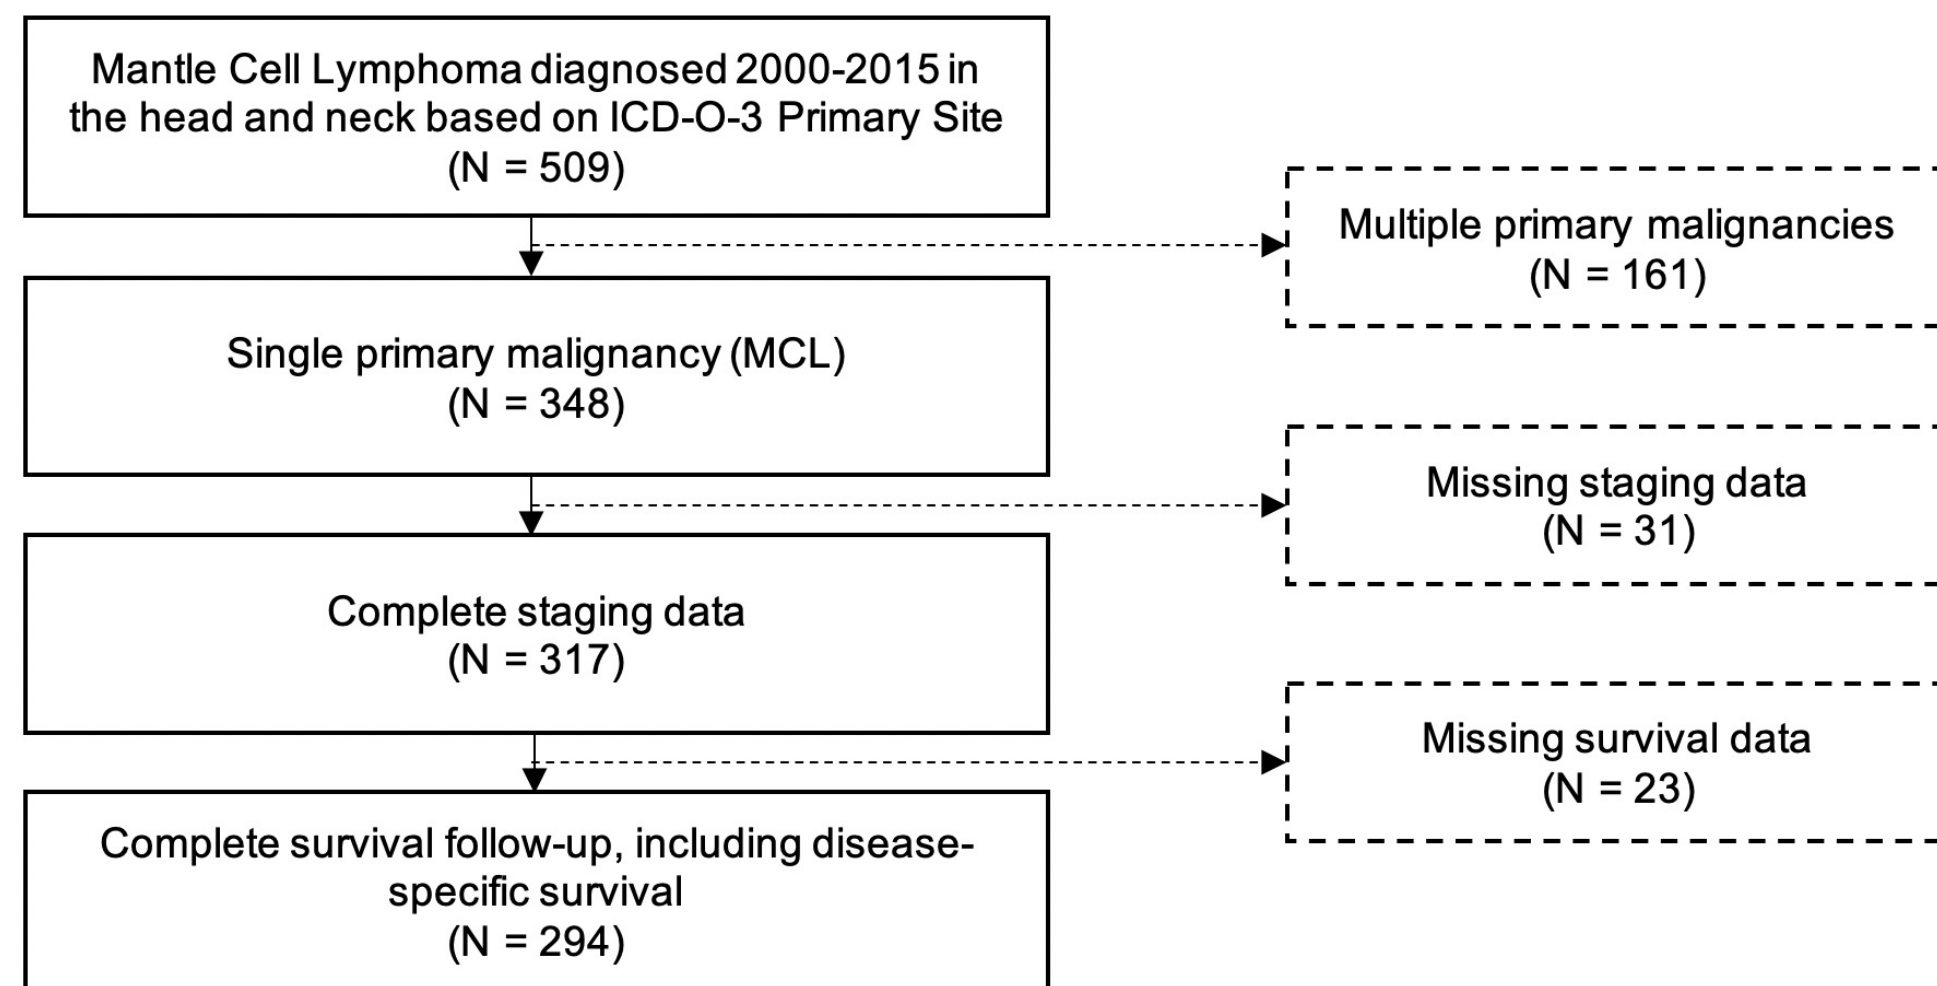 Mantle Cell Lymphoma diagnosed 2000-2015 in
the head and neck based on ICD-O-3 Primary Site
(N = 509)
Multiple primary malignancies
(N = 161)
Single primary malignancy (MCL)
(N = 348)
Missing staging data
(N = 31)
Complete staging data
(N = 317)
Missing survival data
(N = 23)
Complete survival follow-up, including disease-
specific survival
(N = 294)